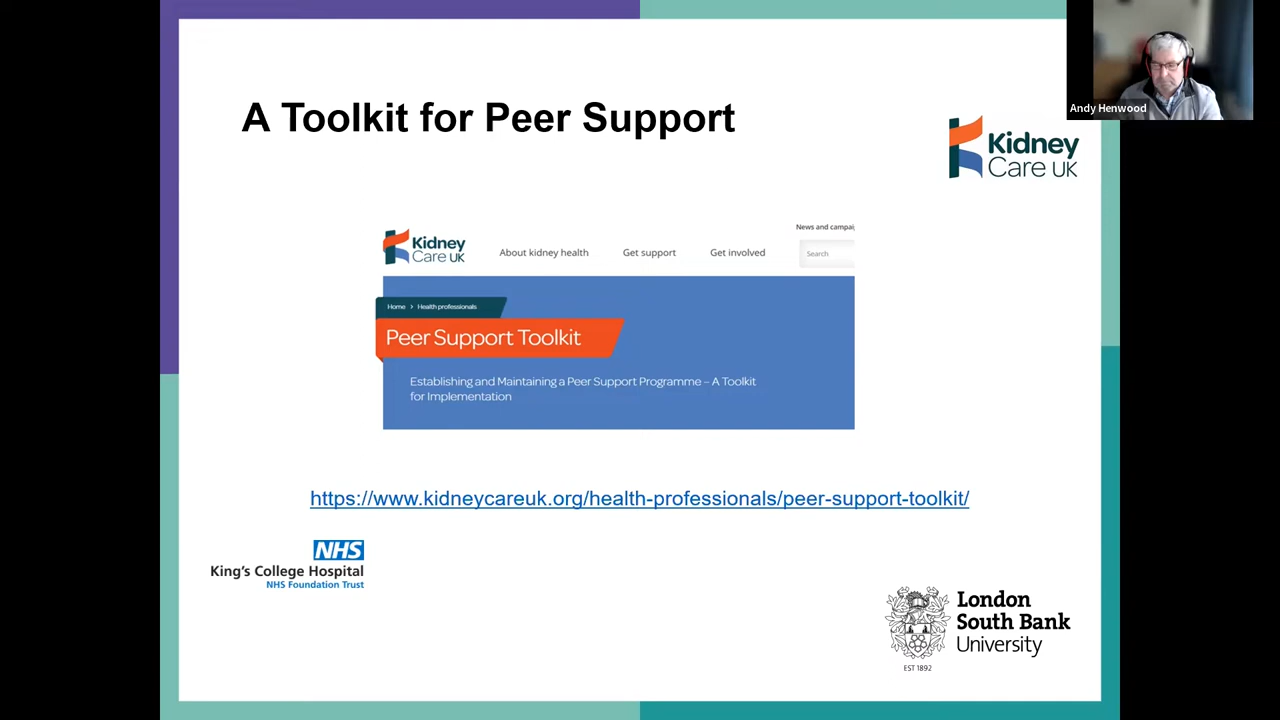 Andy Henwood
A Toolkit for Peer Support
Kidney
Care UK
News and campai
Kidney
Care UK
About kidney health
Get support
Get involved
Search
Home > Health professionals
Peer Support Toolkit
Establishing and Maintaining a Peer Support Programme – A Toolkit
for Implementation
https://www.kidneycareuk.org/health-professionals/peer-support-toolkit/
NHS
King's College Hospital
NHS Foundation Trust
London
South Bank
University
EST 1892